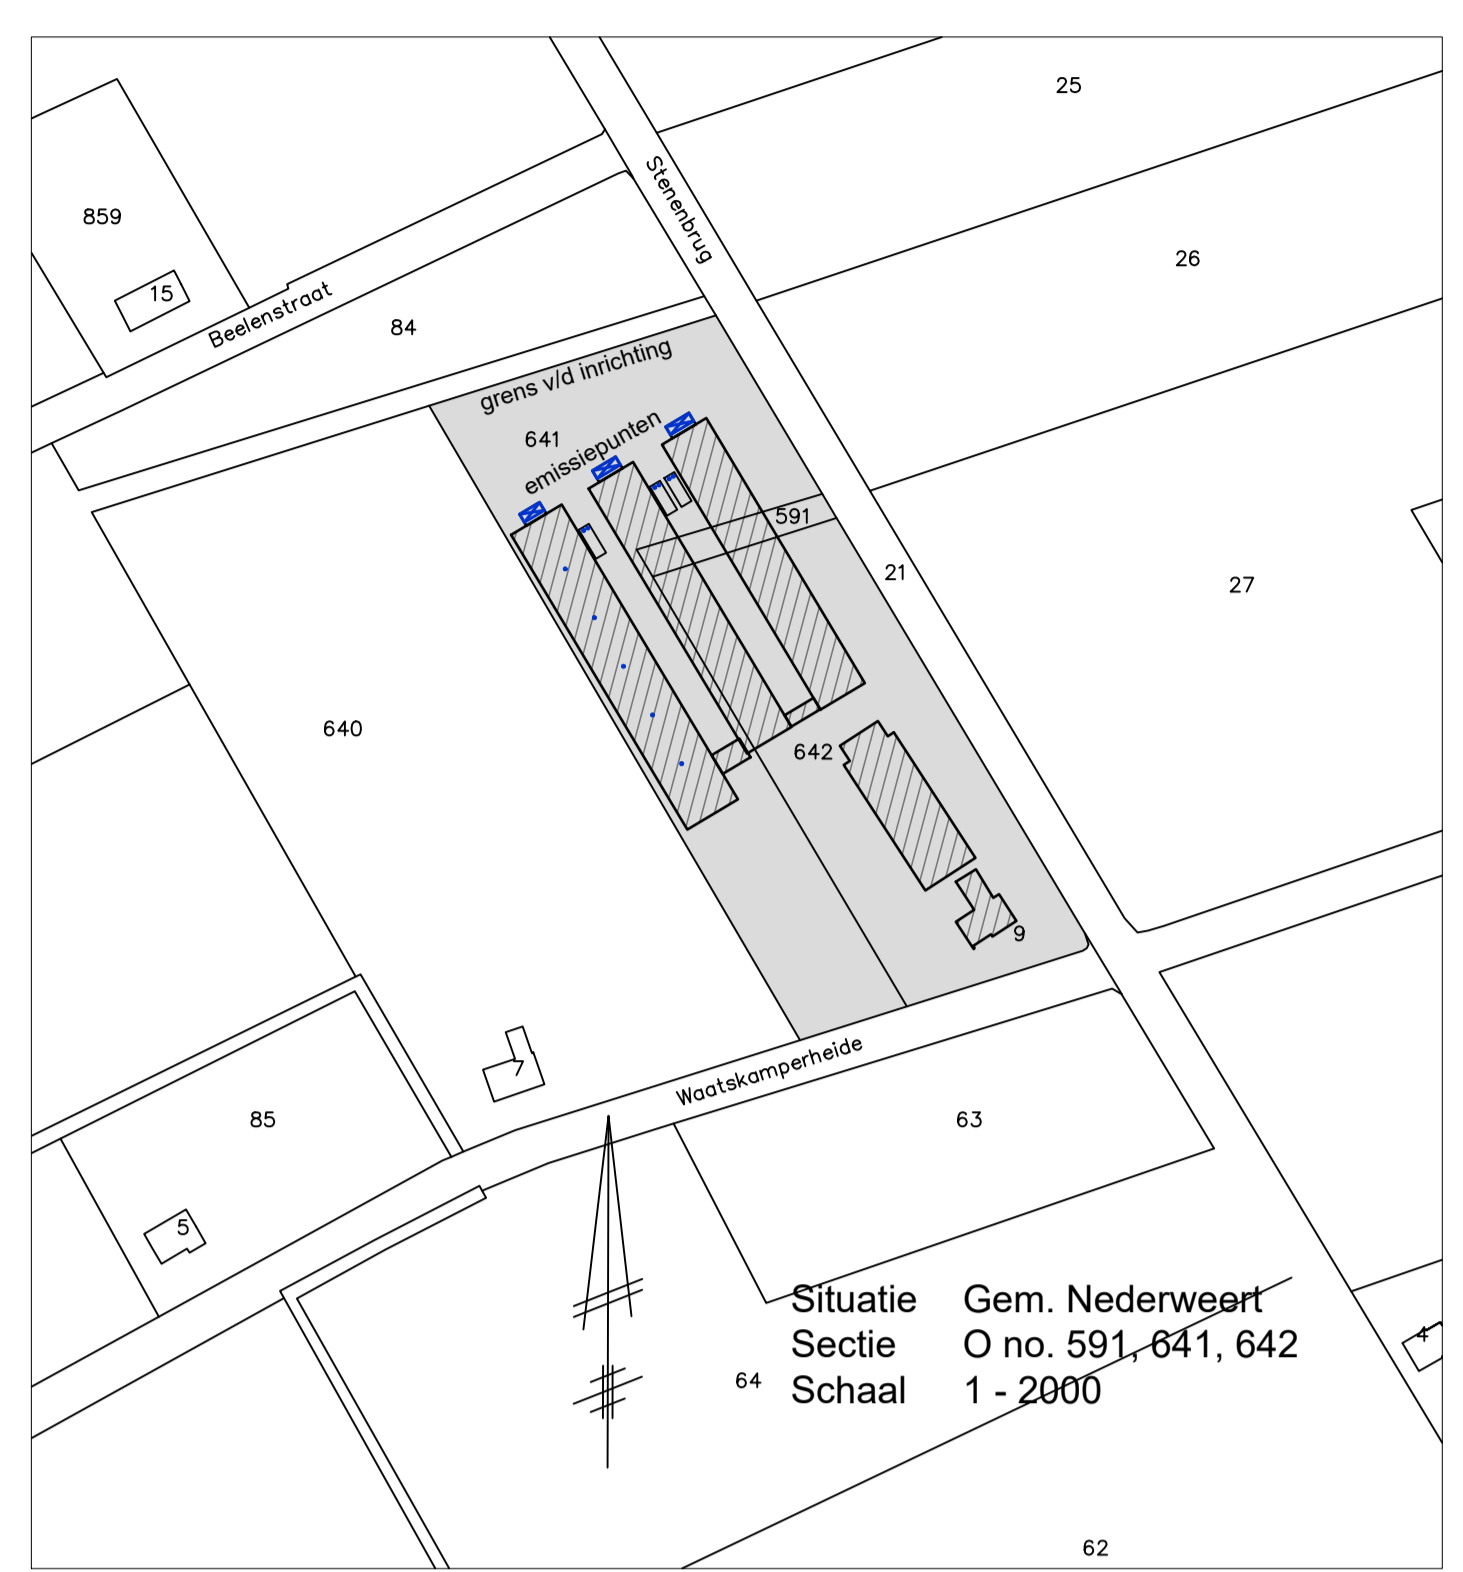 25
Stenenbrug
859
26
15
Beelenstraat
84
grens v/d inrichting
641
emissiepunten
591
21
27
640
642
9
7
Waatskamperheide
85
63
5
Situatie Gem. Nederweert
Sectie O no. 591, 641, 642
Schaal 1 - 2000
4
64
62